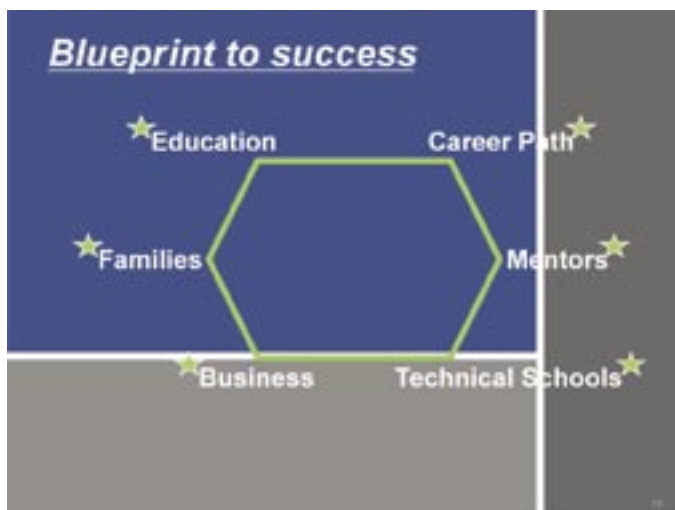 Blueprint to success
Education
Career Path
Families
Mentors
Business
Technical Schools